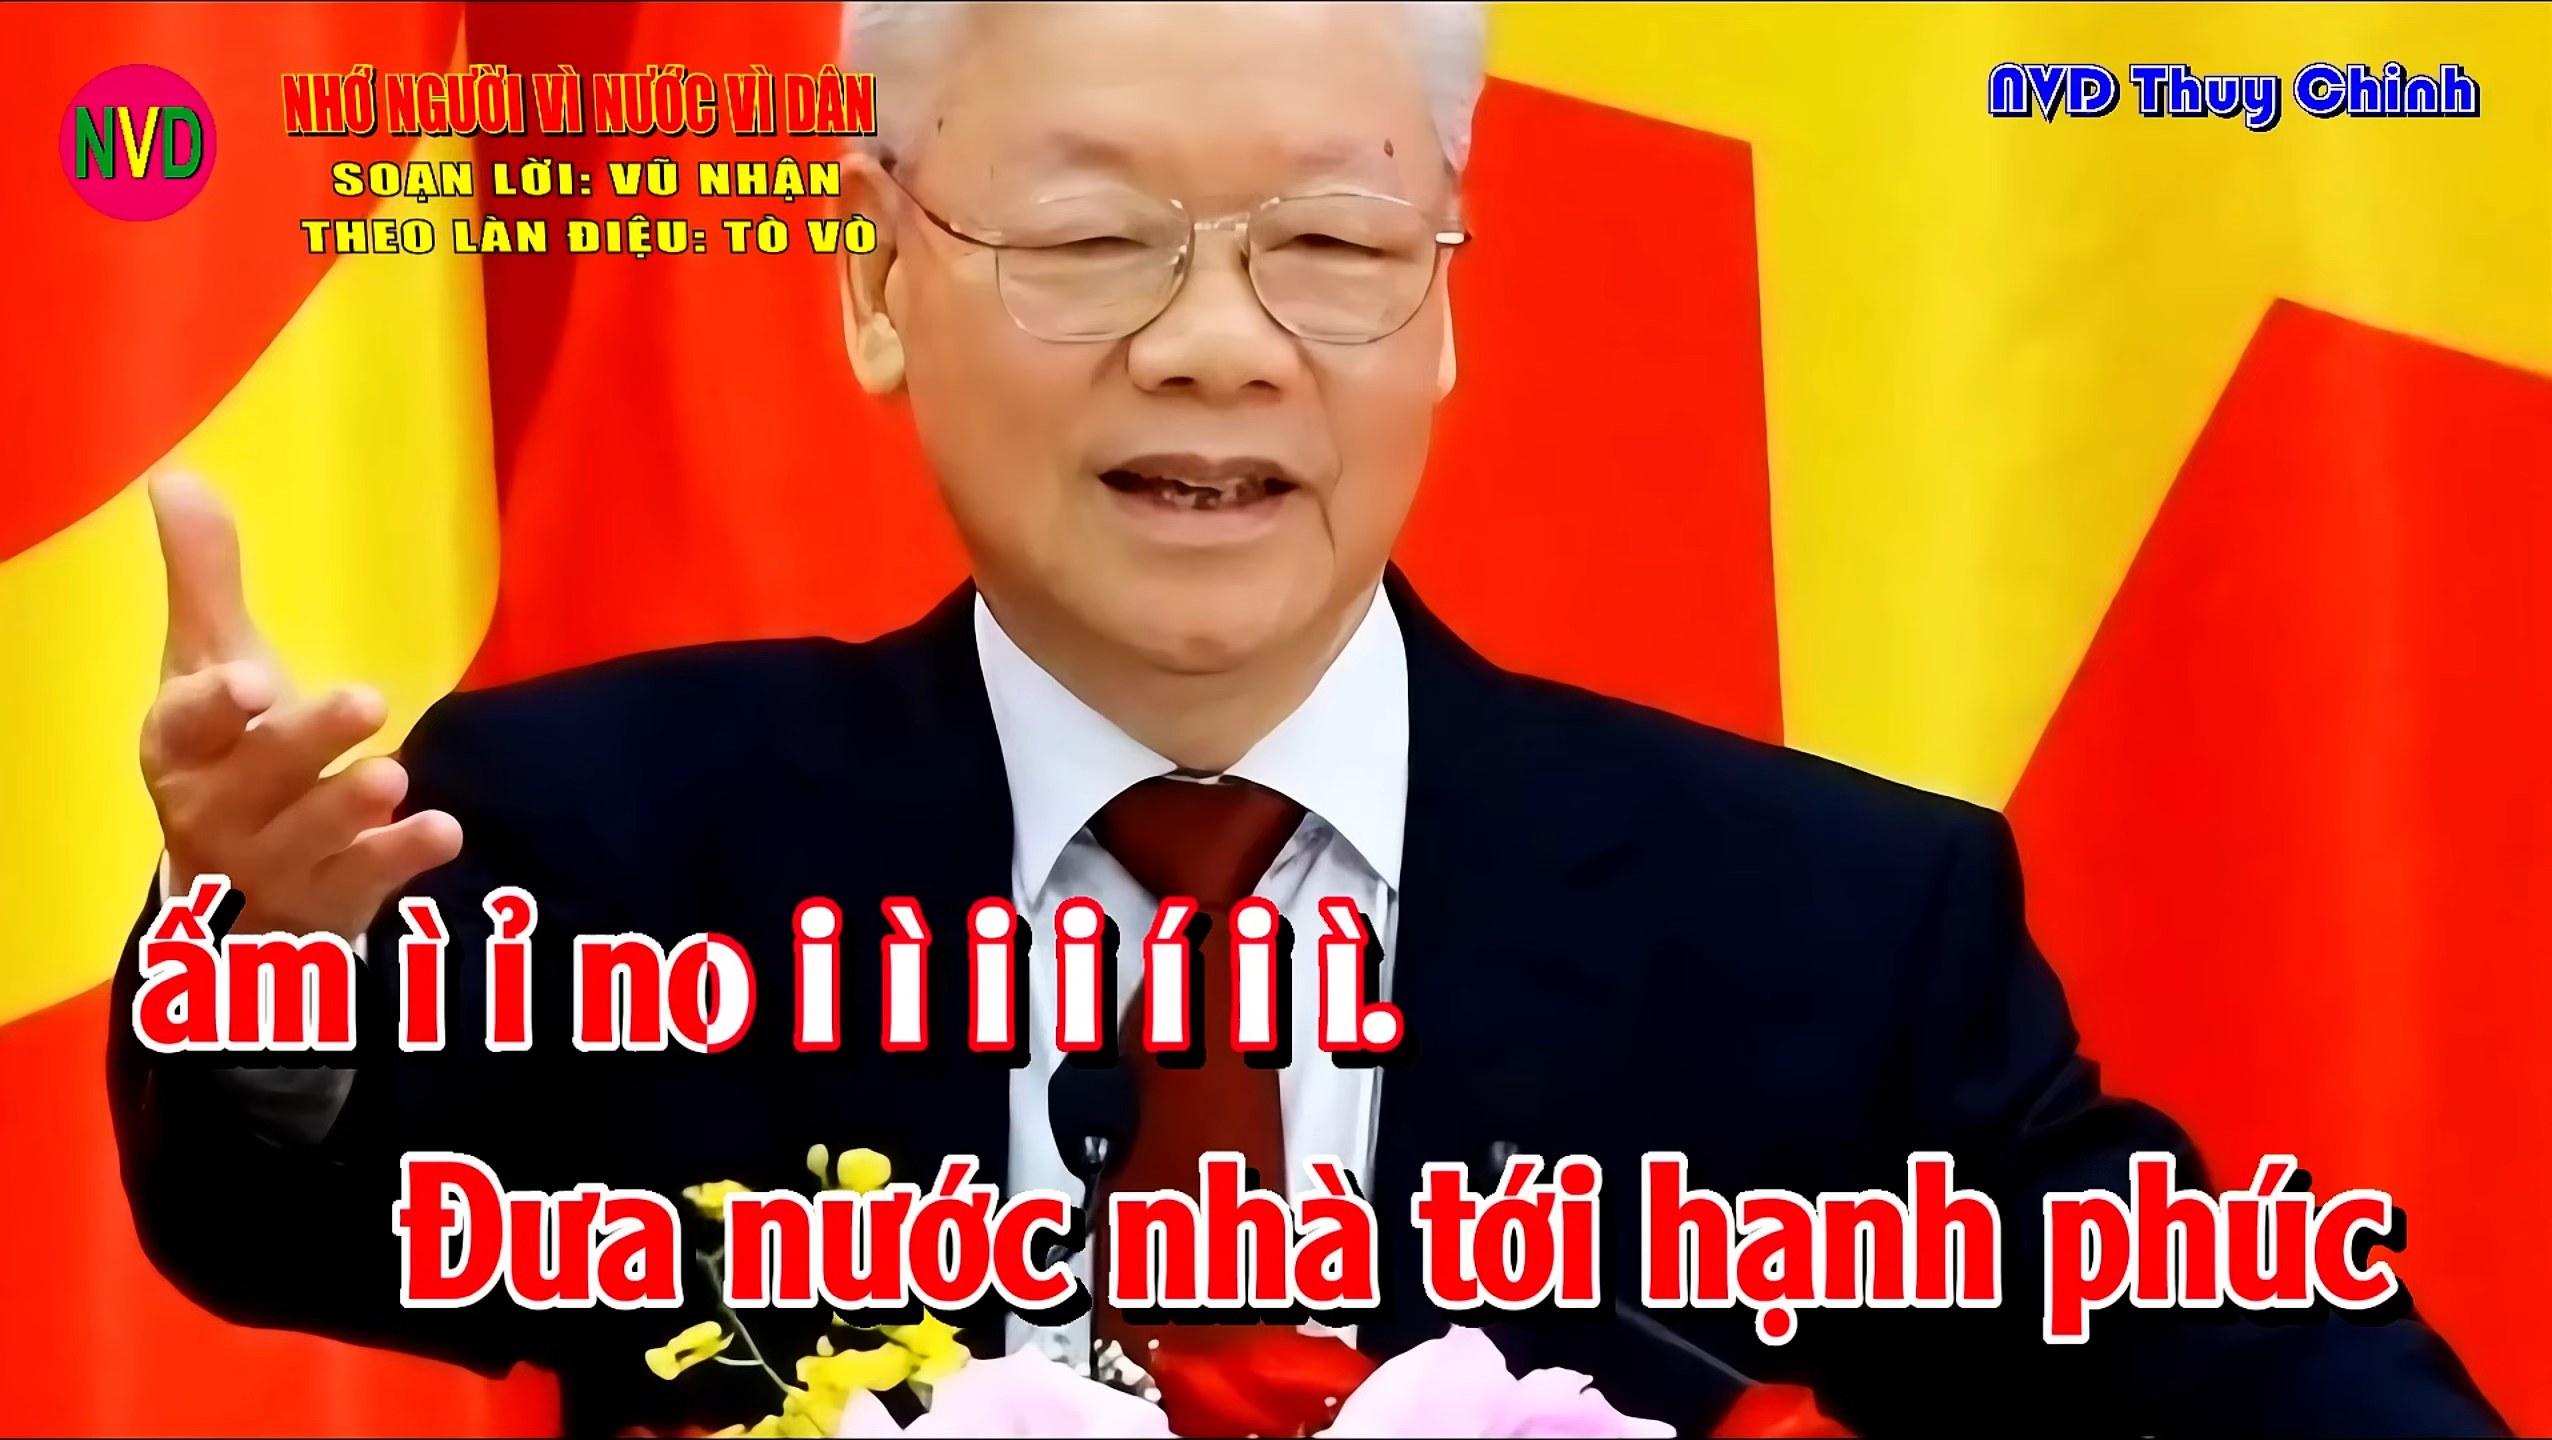 NVD
NHỚ NGƯỜI VÌ NƯỚC VÌ DÂN
SOẠN LỜI: VŨ NHẬN
THEO LÀN ĐIỆU: TÒ VÒ
NVD Thuy Chinh
ấm ì ỉ no i ì i i í i ì.
Đưa nước nhà tới hạnh phúc